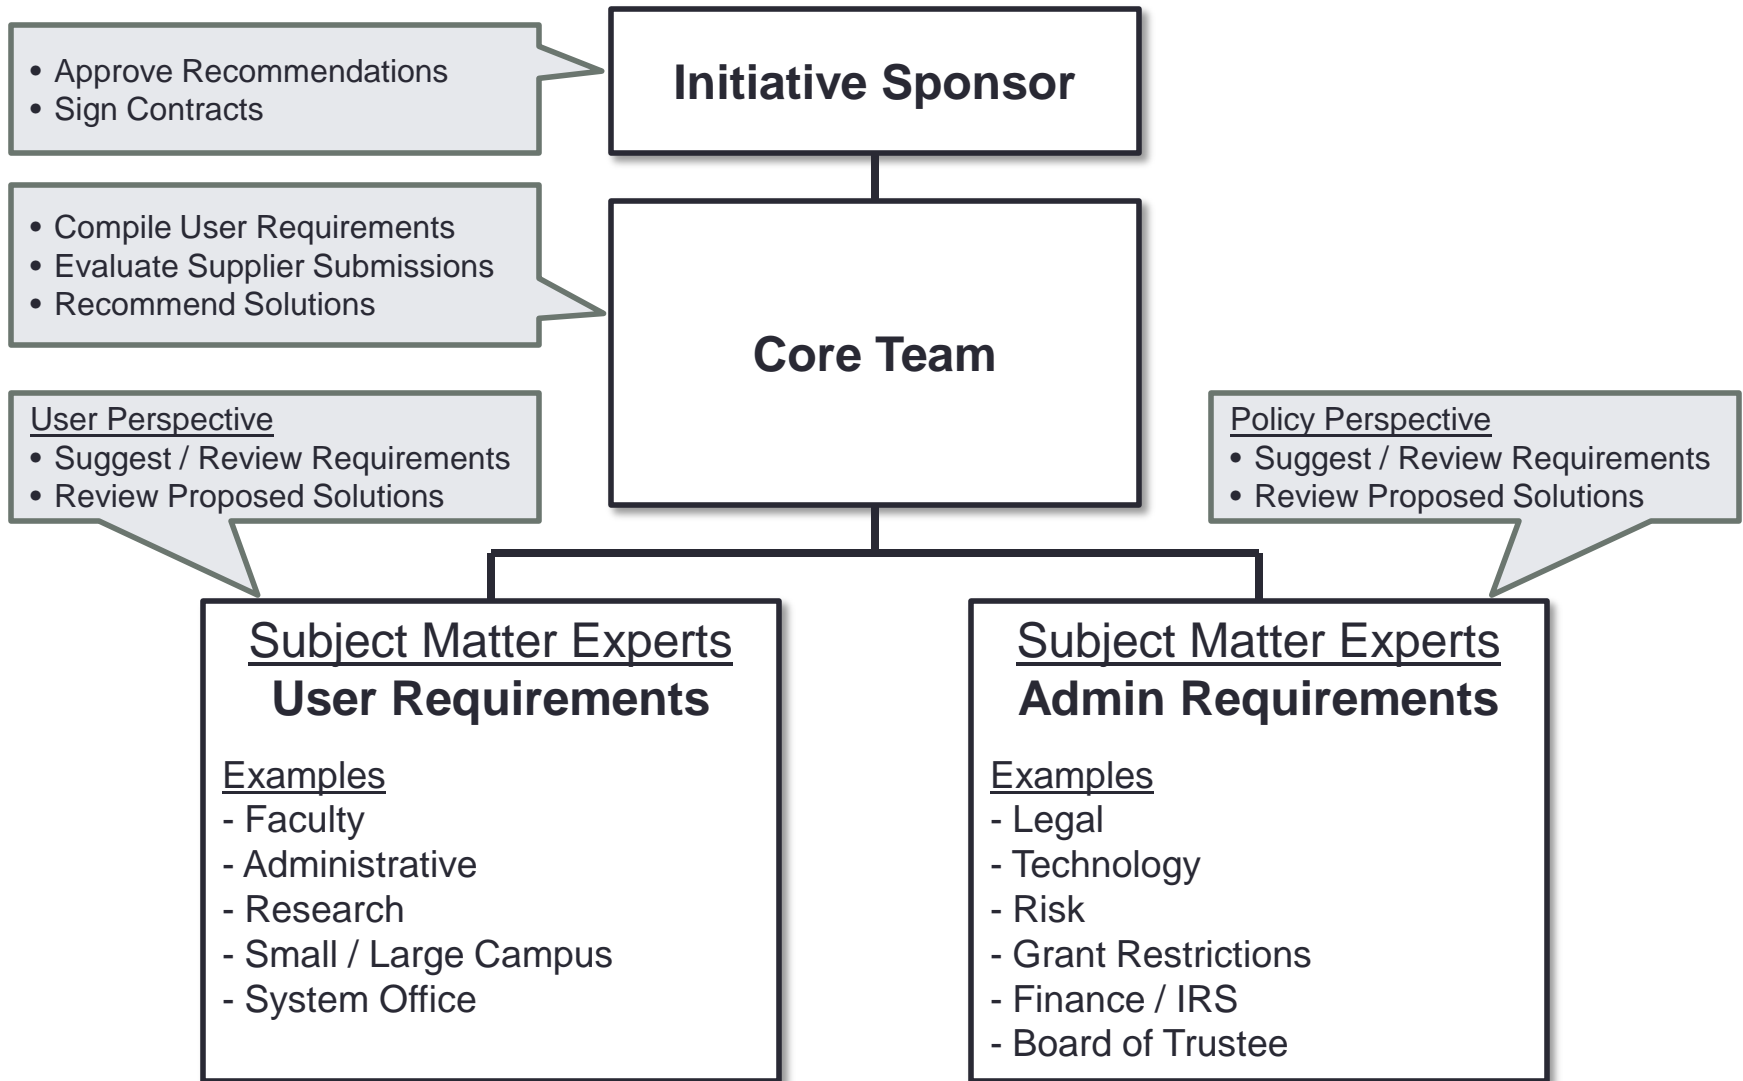 • Approve Recommendations
• Sign Contracts
Initiative Sponsor
• Compile User Requirements
• Evaluate Supplier Submissions
• Recommend Solutions
Core Team
User Perspective
• Suggest / Review Requirements
• Review Proposed Solutions
Policy Perspective
• Suggest / Review Requirements
• Review Proposed Solutions
Subject Matter Experts
User Requirements
Examples
- Faculty
- Administrative
- Research
- Small / Large Campus
- System Office
Subject Matter Experts
Admin Requirements
Examples
- Legal
- Technology
- Risk
- Grant Restrictions
- Finance / IRS
- Board of Trustee